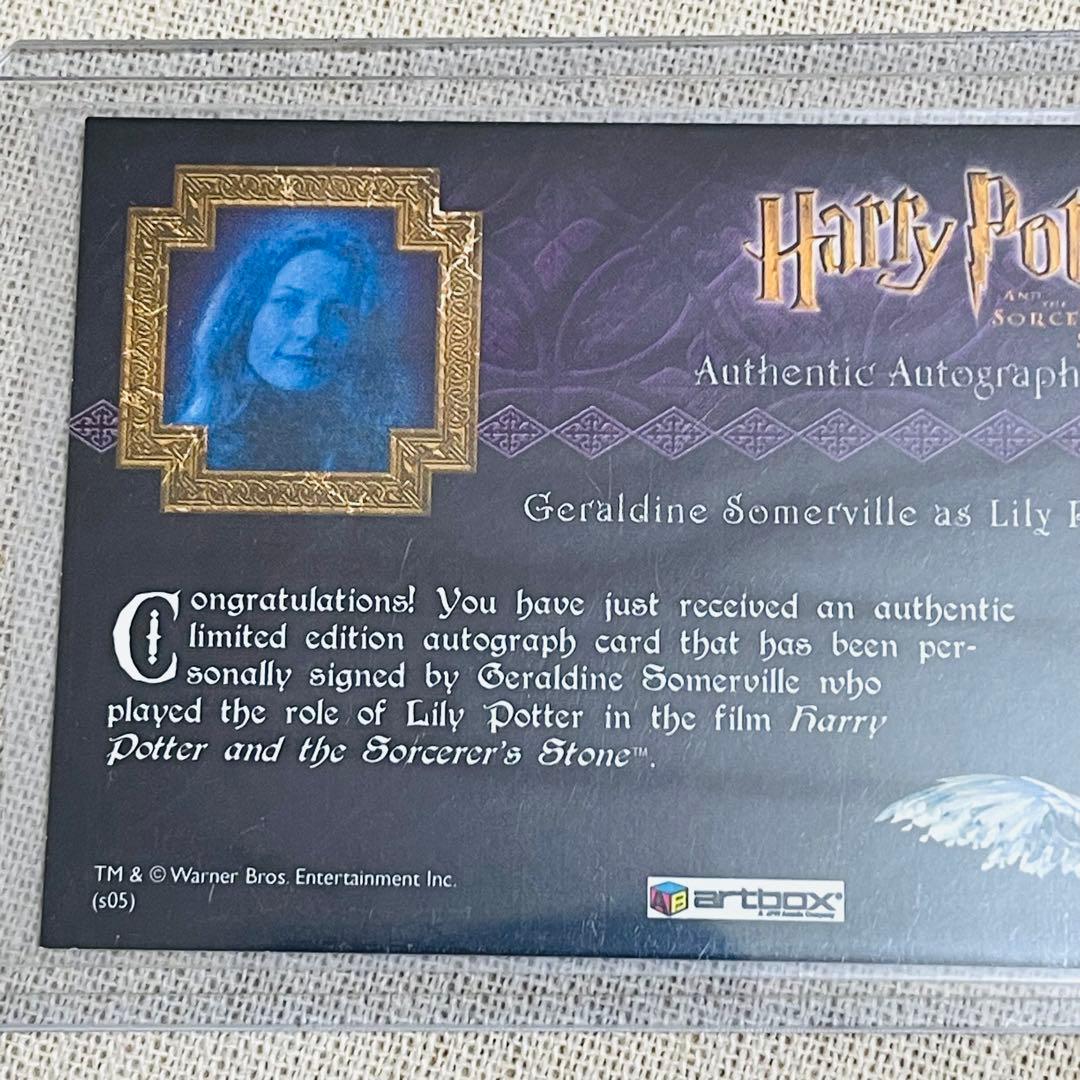 Harry Pot
AND THE
SORCE
Authentic Autograph
Geraldine Somerville as Lily P
Congratulations! You have just received an authentic
limited edition autograph card that has been per-
sonally signed by Geraldine Somerville who
played the role of Lily Potter in the film Harry
Potter and the Sorcerer's Stone™.
TM & © Warner Bros. Entertainment Inc.
(s05)
AB artbox